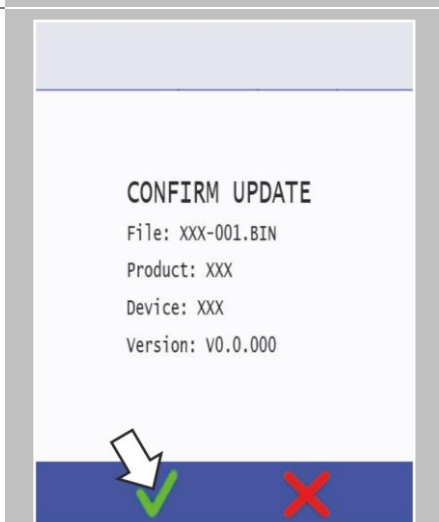 CONFIRM UPDATE
File: XXX-001.BIN
Product: XXX
Device: XXX
Version: V0.0.000